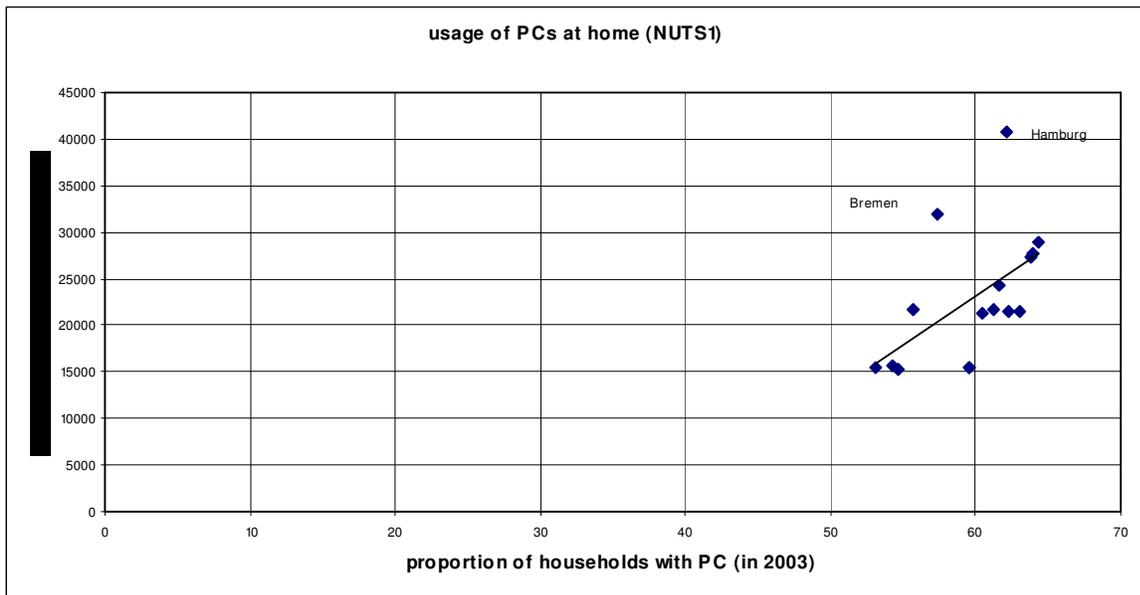 usage of PCs at home (NUTS1)
45000
40000
35000
30000
25000
20000
15000
10000
5000
0
Hamburg
Bremen
0 10 20 30 40 50 60 70
proportion of households with PC (in 2003)